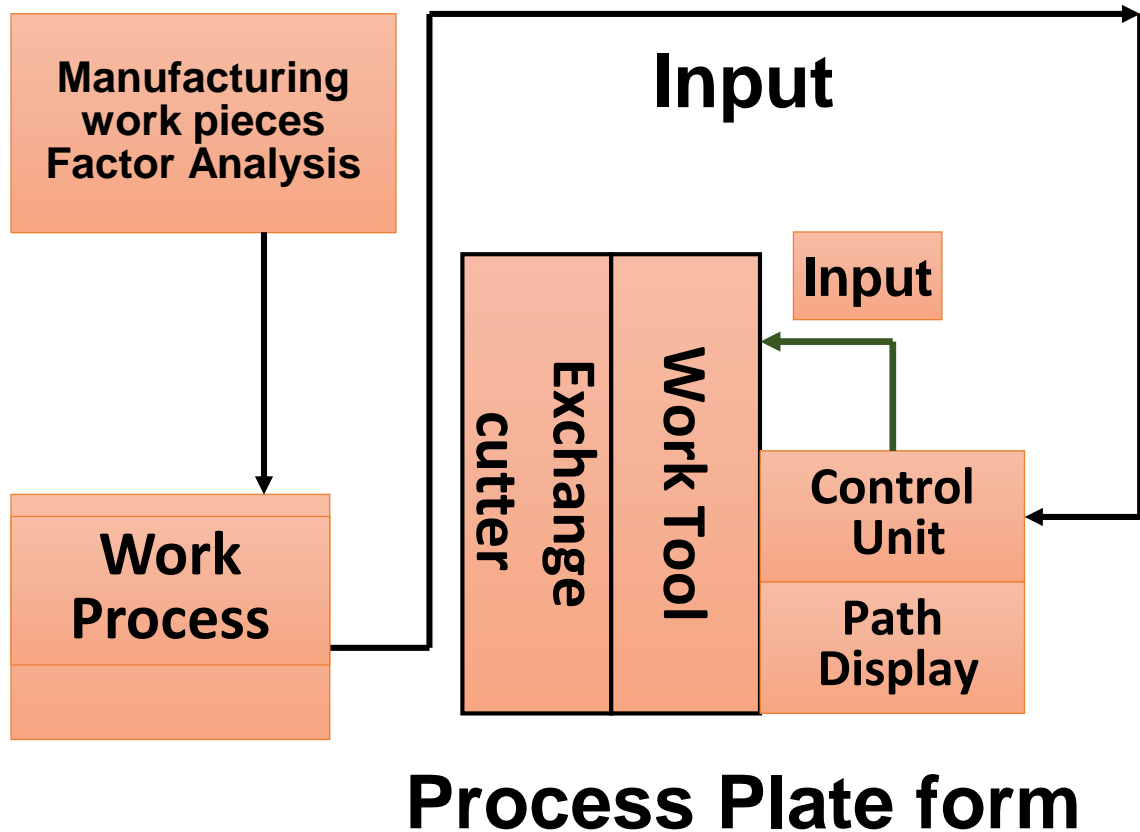 Manufacturing
work pieces
Factor Analysis
Input
Input
Exchange
cutter
Work Tool
Control
Unit
Work
Process
Path
Display
Process Plate form